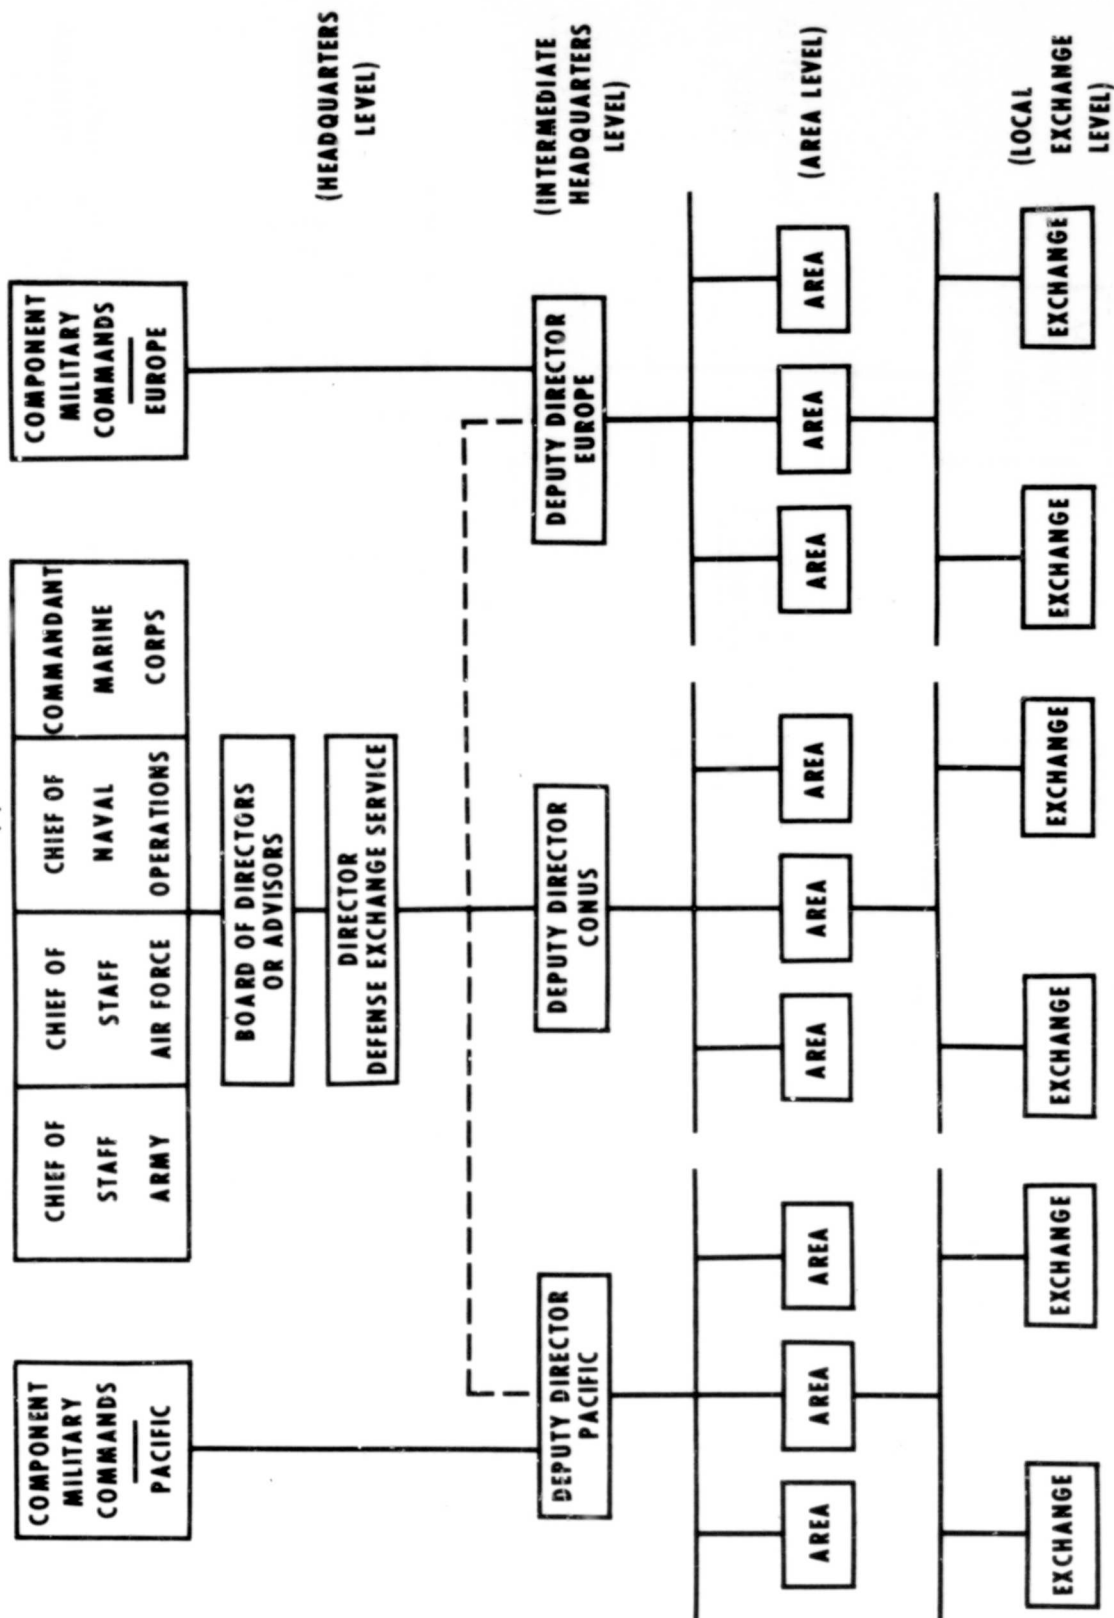 COMPONENT
MILITARY
COMMANDS
PACIFIC
CHIEF OF
STAFF
ARMY
CHIEF OF
STAFF
AIR FORCE
CHIEF OF
NAVAL
OPERATIONS
COMMANDANT
MARINE
CORPS
COMPONENT
MILITARY
COMMANDS
EUROPE
BOARD OF DIRECTORS
OR ADVISORS
DIRECTOR
DEFENSE EXCHANGE SERVICE
(HEADQUARTERS
LEVEL)
DEPUTY DIRECTOR
PACIFIC
DEPUTY DIRECTOR
CONUS
DEPUTY DIRECTOR
EUROPE
(INTERMEDIATE
HEADQUARTERS
LEVEL)
AREA
AREA
AREA
AREA
AREA
AREA
AREA
AREA
AREA
(AREA LEVEL)
EXCHANGE
EXCHANGE
EXCHANGE
EXCHANGE
EXCHANGE
EXCHANGE
(LOCAL
EXCHANGE
LEVEL)